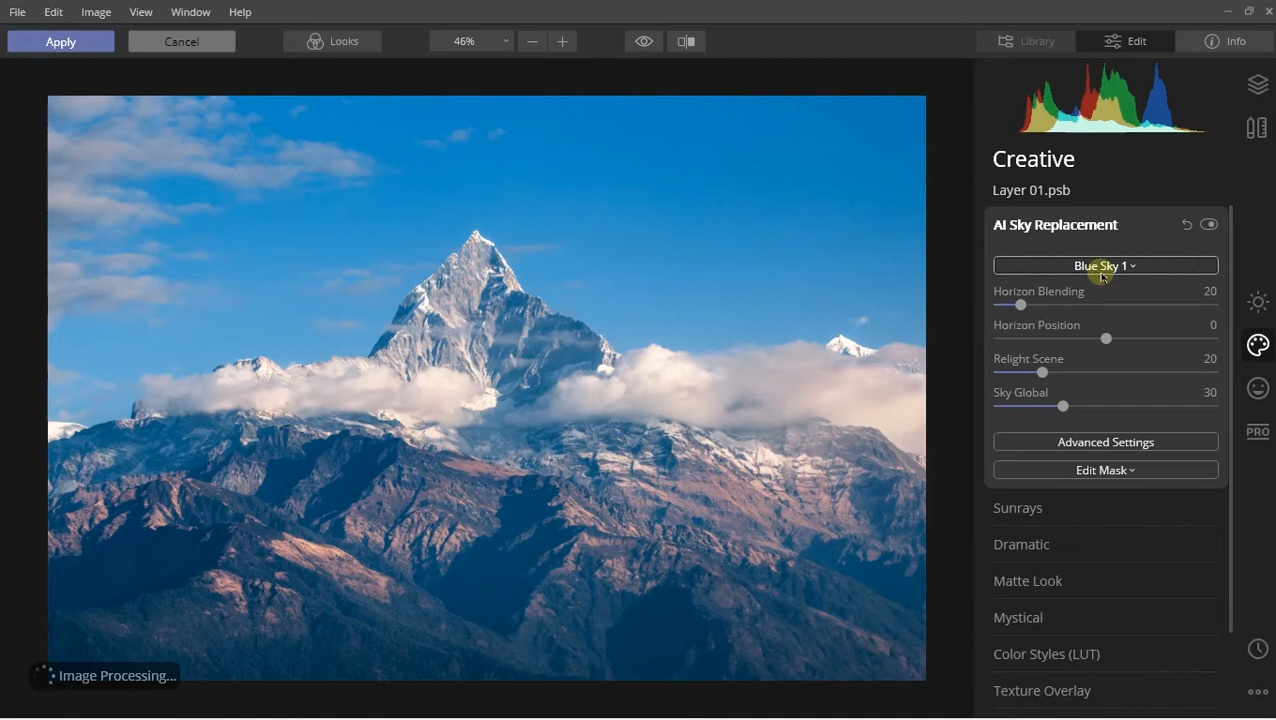 File Edit Image View Window Help
Apply Cancel Looks 46% Library Edit Info
Creative
Layer 01.psb
AI Sky Replacement
Blue Sky 1
Horizon Blending 20
Horizon Position 0
Relight Scene 20
Sky Global 30
Advanced Settings
PRO
Edit Mask
Sunrays
Dramatic
Matte Look
Mystical
Color Styles (LUT)
Image Processing...
Texture Overlay